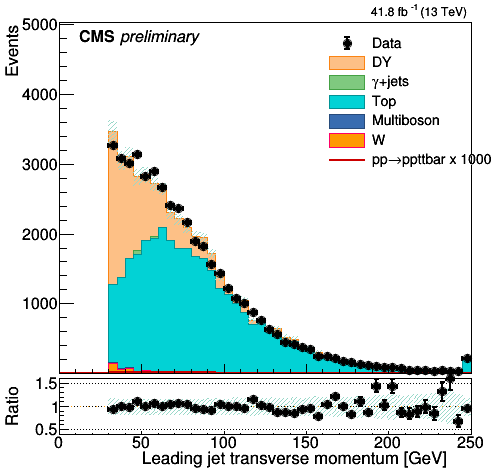 41.8 fb⁻¹ (13 TeV)
CMS preliminary
Events
5000
4000
3000
2000
1000
Data
DY
γ+jets
Top
Multiboson
W
pp→ppttbar x 1000
Ratio
1.5
1
0.5
0 50 100 150 200 250
Leading jet transverse momentum [GeV]